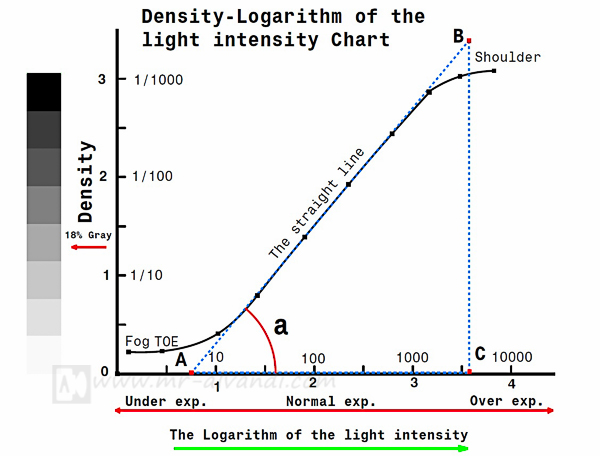 Density-Logarithm of the
light intensity Chart
B
Shoulder
3
1/1000
Density
The straight line
2
1/100
18% Gray
1
1/10
a
Fog TOE
A
10
100
1000
C
10000
0
1
2
3
4
Under exp.
Normal exp.
Over exp.
The Logarithm of the light intensity